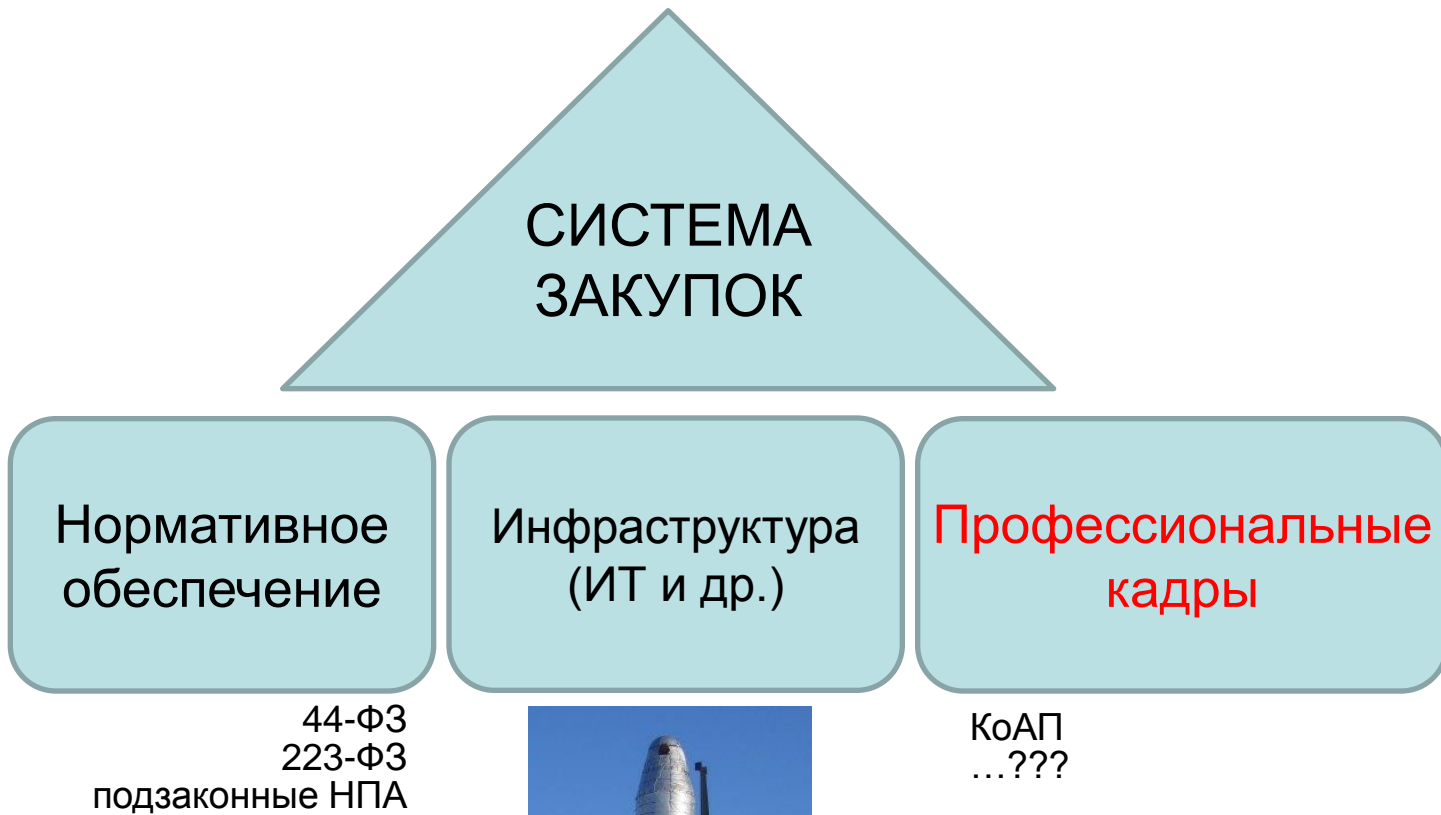 СИСТЕМА
ЗАКУПОК
Нормативное
обеспечение
Инфраструктура
(ИТ и др.)
Профессиональные
кадры
44-ФЗ
223-ФЗ
подзаконные НПА
КоАП
…???